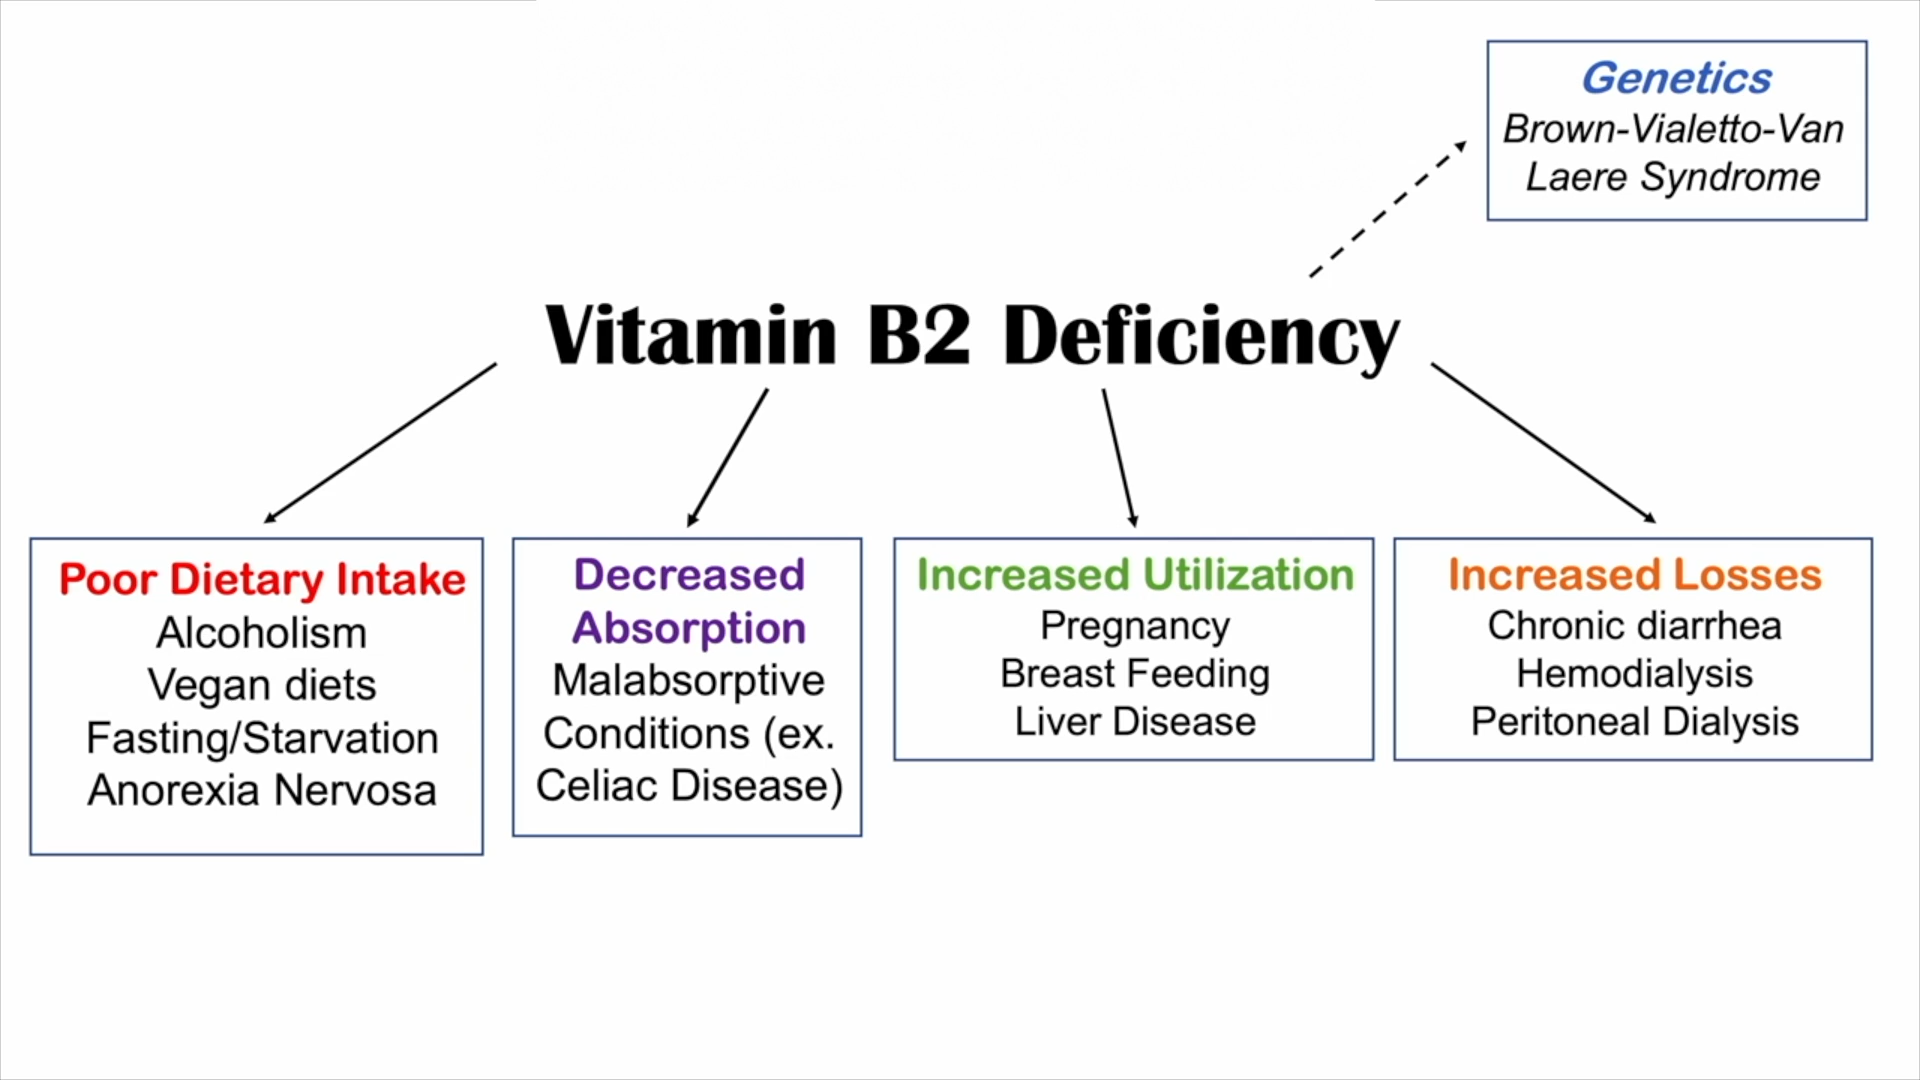 Genetics
Brown-Vialetto-Van
Laere Syndrome
Vitamin B2 Deficiency
Poor Dietary Intake
Alcoholism
Vegan diets
Fasting/Starvation
Anorexia Nervosa
Decreased
Absorption
Malabsorptive
Conditions (ex.
Celiac Disease)
Increased Utilization
Pregnancy
Breast Feeding
Liver Disease
Increased Losses
Chronic diarrhea
Hemodialysis
Peritoneal Dialysis